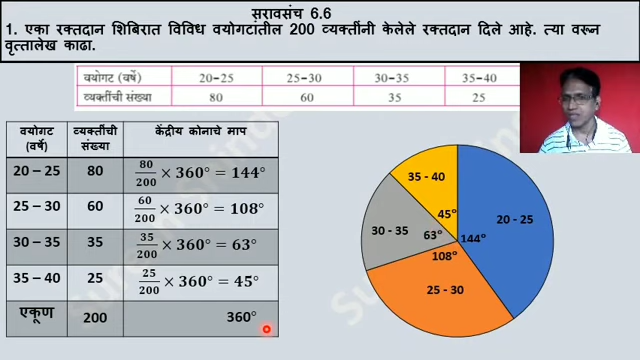 सरावसंच 6.6
1. एका रक्तदान शिबिरात विविध वयोगटांतील 200 व्यक्तींनी केलेले रक्तदान दिले आहे. त्या वरून
वृत्तालेख काढा.
वयोगट (वर्षे) 20-25 25-30 30-35 35-40
व्यक्तींची संख्या 80 60 35 25
वयोगट (वर्षे) व्यक्तींची संख्या केंद्रीय कोनाचे माप
20 – 25 80 80/200 × 360° = 144°
25 – 30 60 60/200 × 360° = 108°
30 – 35 35 35/200 × 360° = 63°
35 – 40 25 25/200 × 360° = 45°
एकूण 200 360°
35 - 40
45°
20 - 25
30 - 35
63°
144°
108°
25 - 30